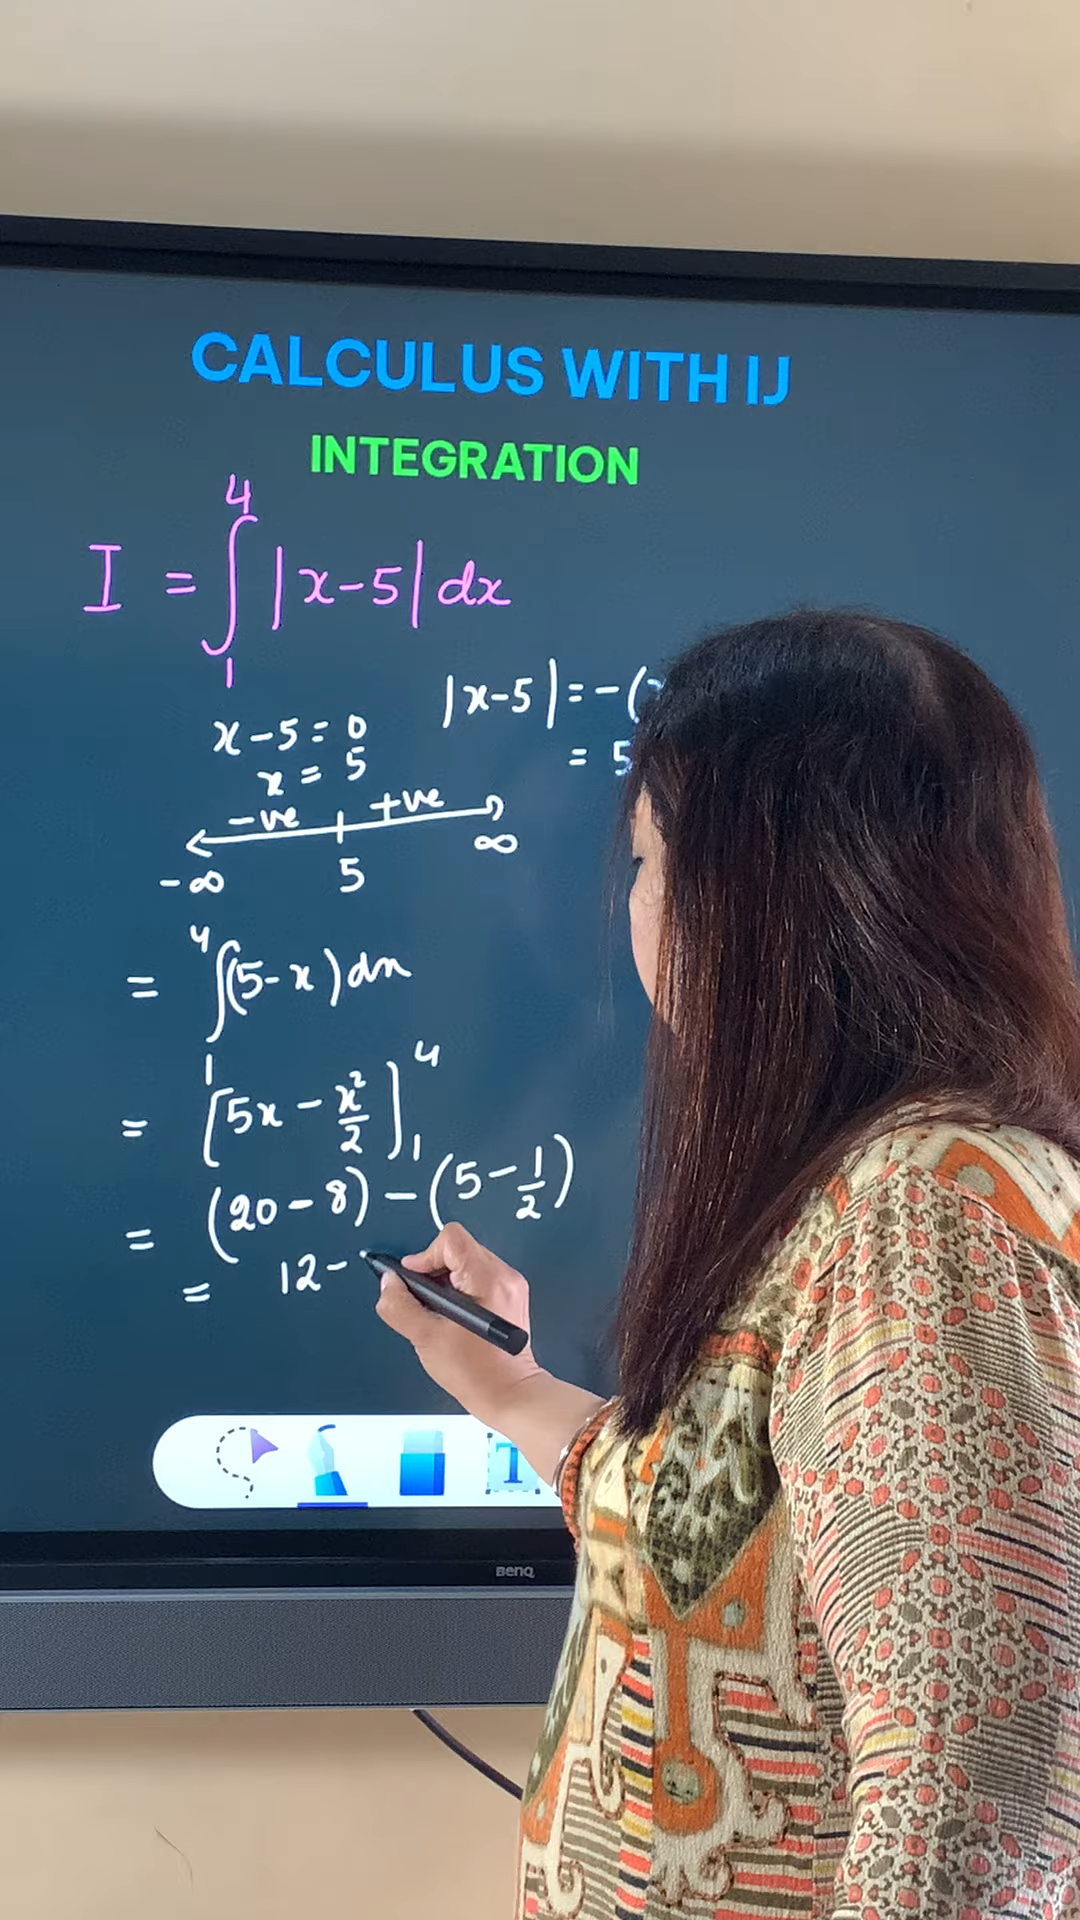 CALCULUS WITH IJ
INTEGRATION
I = ∫₁⁴ |x-5| dx
|x-5| = -(
= 5
x-5=0
x = 5
-ve +ve
-∞ 5 ∞
= ∫₁⁴ (5-x) dx
= [5x - x²/2]₁⁴
= (20-8) - (5 - 1/2)
= 12-
T
BenQ